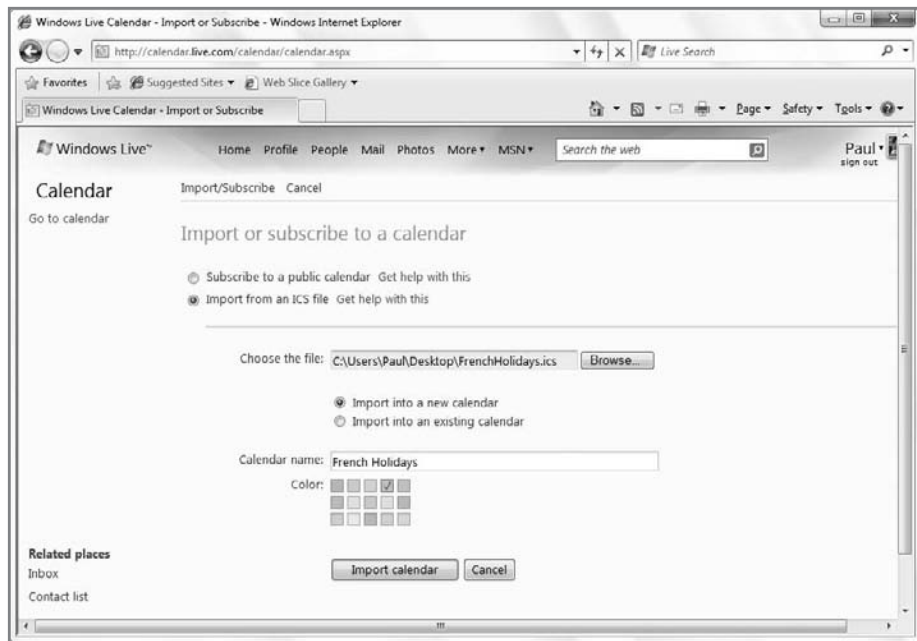 Windows Live Calendar - Import or Subscribe - Windows Internet Explorer
http://calendar.live.com/calendar/calendar.aspx
Live Search
Favorites
Suggested Sites
Web Slice Gallery
Windows Live Calendar - Import or Subscribe
Page
Safety
Tools
Windows Live™
Home Profile People Mail Photos More MSN
Search the web
Paul
sign out
Calendar
Import/Subscribe Cancel
Go to calendar
Import or subscribe to a calendar
Subscribe to a public calendar Get help with this
Import from an ICS file Get help with this
Choose the file: C:\Users\Paul\Desktop\FrenchHolidays.ics Browse...
Import into a new calendar
Import into an existing calendar
Calendar name: French Holidays
Color:
Related places
Inbox
Contact list
Import calendar Cancel